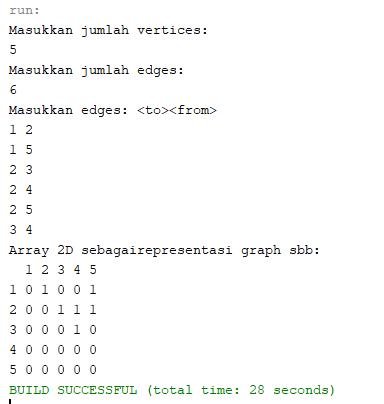 run:
Masukkan jumlah vertices:
5
Masukkan jumlah edges:
6
Masukkan edges: <to><from>
1 2
1 5
2 3
2 4
2 5
3 4
Array 2D sebagairepresentasi graph sbb:
  1 2 3 4 5
1 0 1 0 0 1
2 0 0 1 1 1
3 0 0 0 1 0
4 0 0 0 0 0
5 0 0 0 0 0
BUILD SUCCESSFUL (total time: 28 seconds)